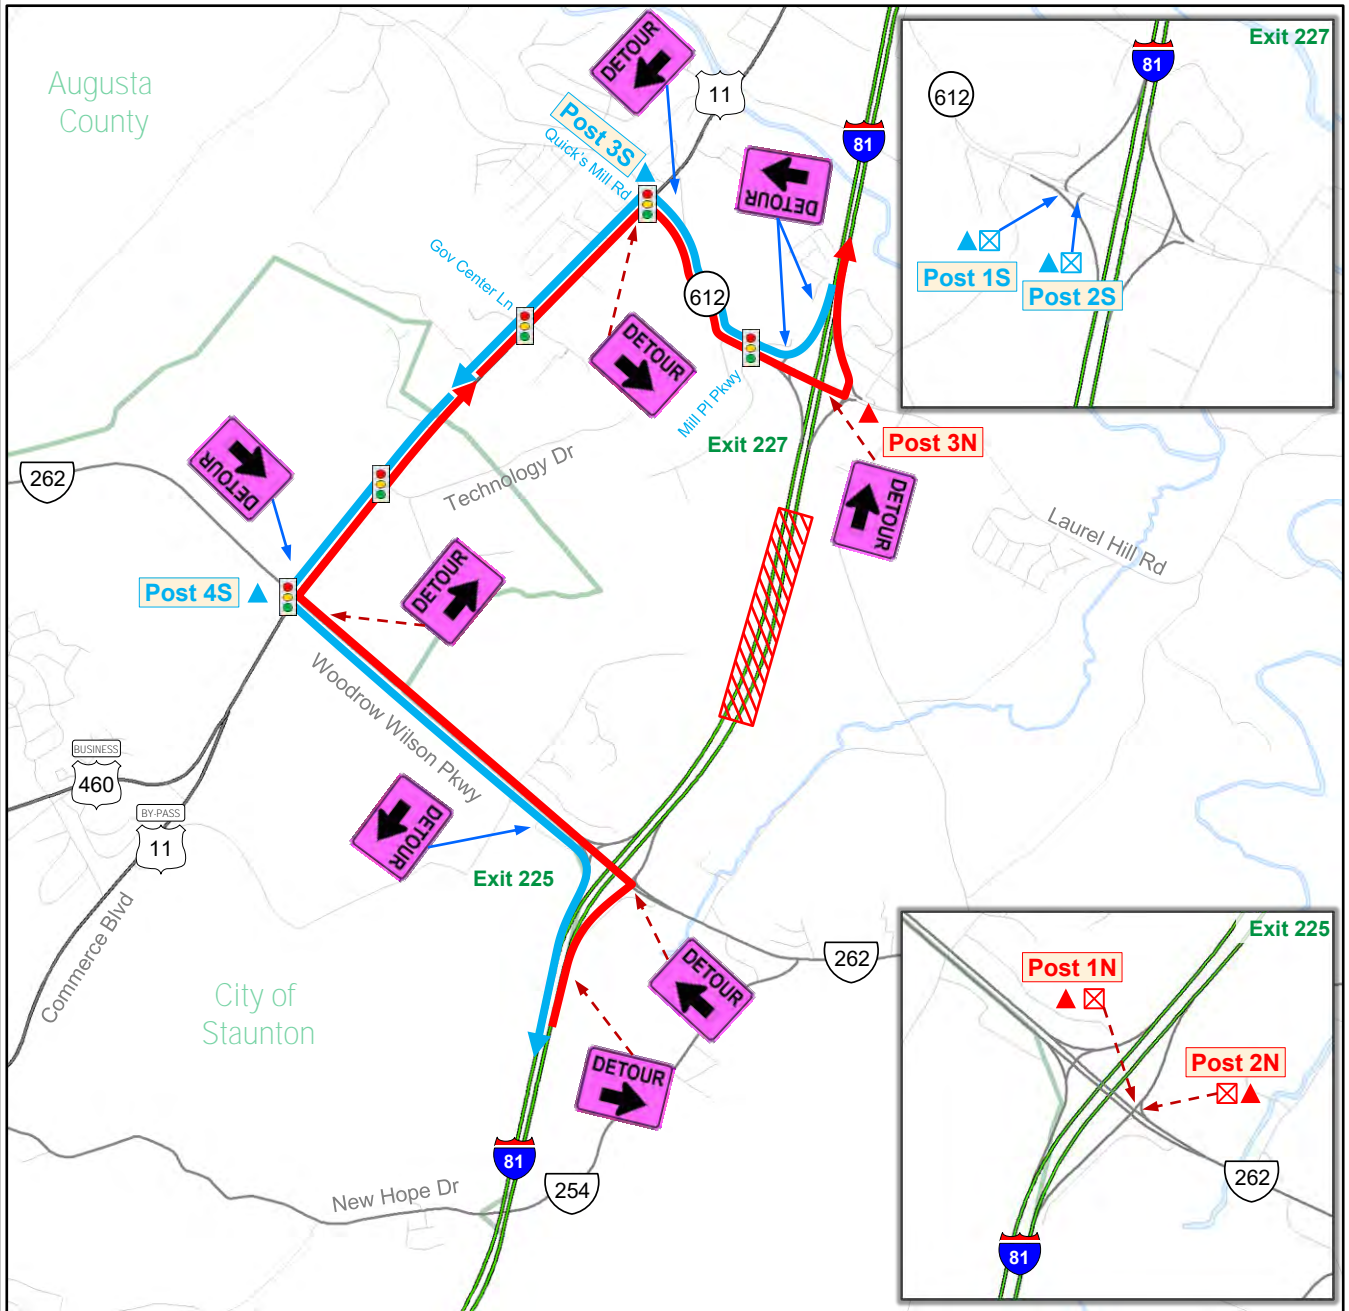 Augusta
County
DETOUR
11
Post 3S
Quick's Mill Rd
81
DETOUR
Exit 227
81
612
Post 1S
Post 2S
Gov Center Ln
612
DETOUR
Mill Pl Pkwy
Exit 227
Post 3N
DETOUR
262
DETOUR
Technology Dr
Laurel Hill Rd
DETOUR
Post 4S
Woodrow Wilson Pkwy
BUSINESS
460
BY-PASS
11
DETOUR
Exit 225
Commerce Blvd
City of
Staunton
262
DETOUR
DETOUR
Exit 225
Post 1N
Post 2N
262
81
81
254
New Hope Dr